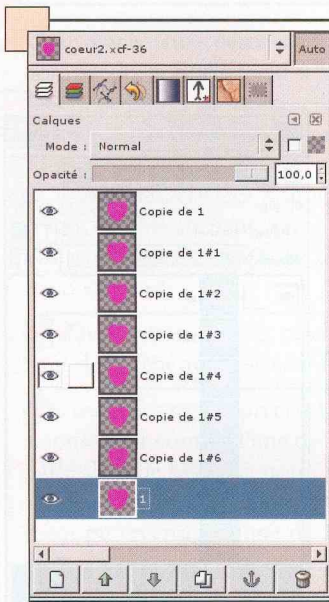 coeur2.xcf-36
Auto
Calques
Mode : Normal
Opacité : 100,0
Copie de 1
Copie de 1#1
Copie de 1#2
Copie de 1#3
Copie de 1#4
Copie de 1#5
Copie de 1#6
1